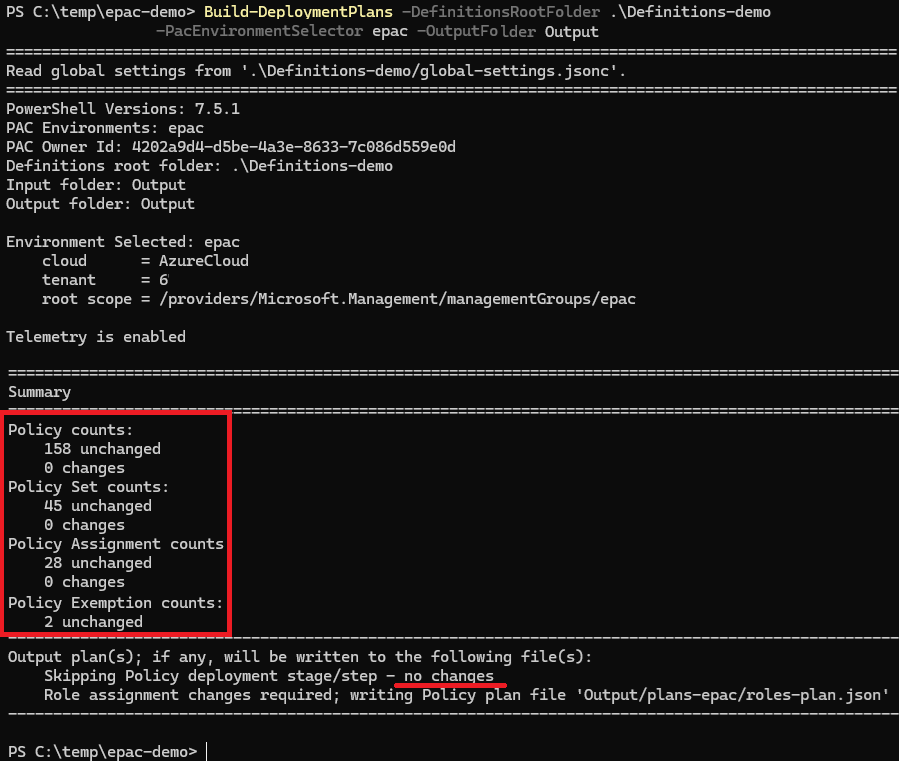 PS C:\temp\epac-demo> Build-DeploymentPlans -DefinitionsRootFolder .\Definitions-demo
-PacEnvironmentSelector epac -OutputFolder Output
================================================================================
Read global settings from '.\Definitions-demo/global-settings.jsonc'.
================================================================================
PowerShell Versions: 7.5.1
PAC Environments: epac
PAC Owner Id: 4202a9d4-d5be-4a3e-8633-7c086d559e0d
Definitions root folder: .\Definitions-demo
Input folder: Output
Output folder: Output
Environment Selected: epac
cloud = AzureCloud
tenant = 6
root scope = /providers/Microsoft.Management/managementGroups/epac
Telemetry is enabled
================================================================================
Summary
================================================================================
Policy counts:
158 unchanged
0 changes
Policy Set counts:
45 unchanged
0 changes
Policy Assignment counts
28 unchanged
0 changes
Policy Exemption counts:
2 unchanged
--------------------------------------------------------------------------------
Output plan(s); if any, will be written to the following file(s):
Skipping Policy deployment stage/step - no changes
Role assignment changes required; writing Policy plan file 'Output/plans-epac/roles-plan.json'
--------------------------------------------------------------------------------
PS C:\temp\epac-demo>